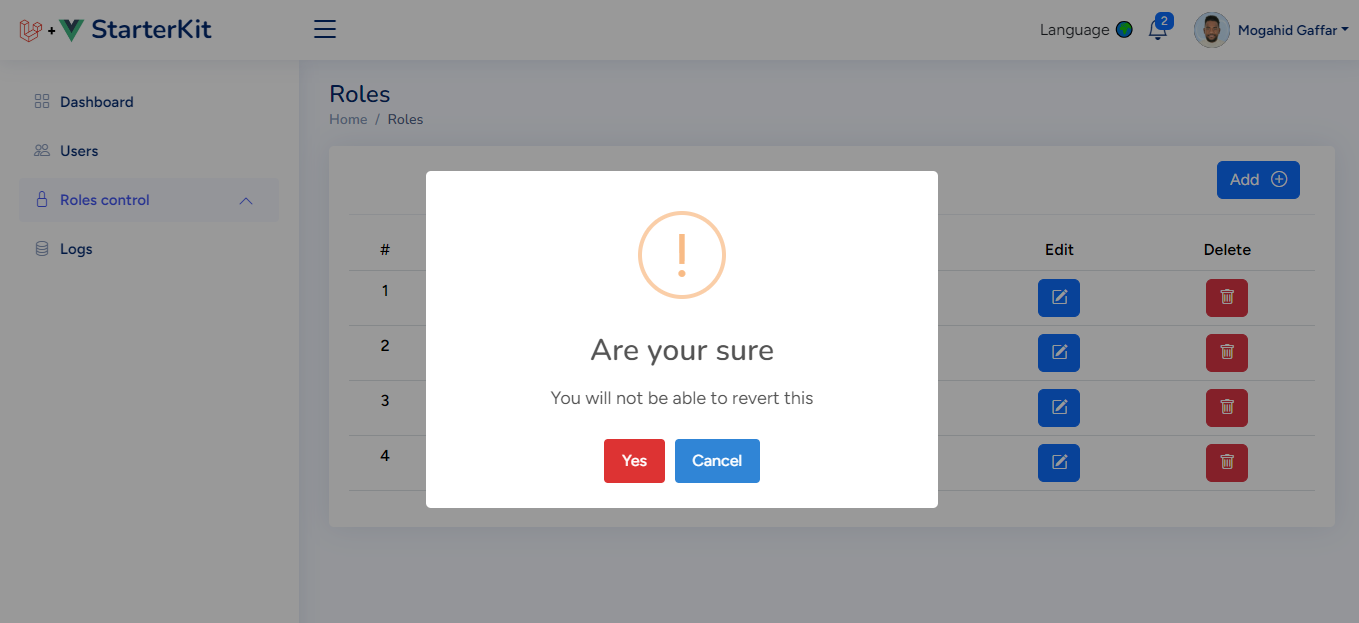 + StarterKit
Language
2
Mogahid Gaffar
Dashboard
Users
Roles control
Logs
Roles
Home / Roles
Add
# Edit Delete
1
2
3
4
!
Are your sure
You will not be able to revert this
Yes Cancel